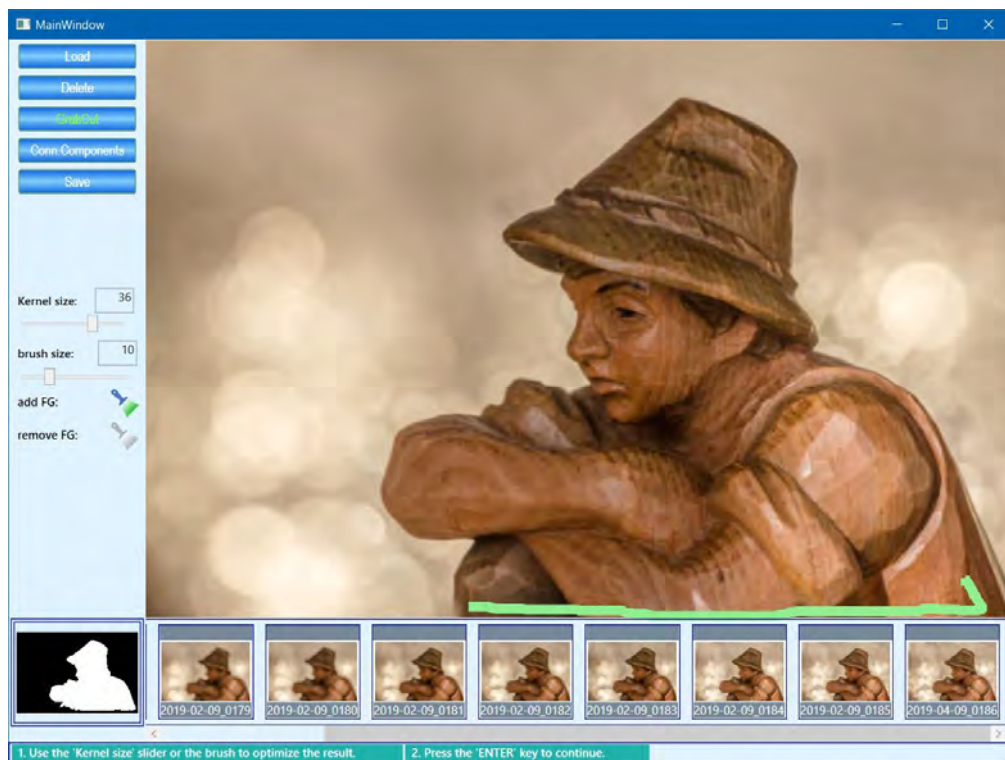 MainWindow
Load
Delete
GrabCut
Conn.Components
Save
Kernel size: 36
brush size: 10
add FG:
remove FG:
2019-02-09_0179 2019-02-09_0180 2019-02-09_0181 2019-02-09_0182 2019-02-09_0183 2019-02-09_0184 2019-02-09_0185 2019-04-09_0186
1. Use the 'Kernel size' slider or the brush to optimize the result. 2. Press the 'ENTER' key to continue.